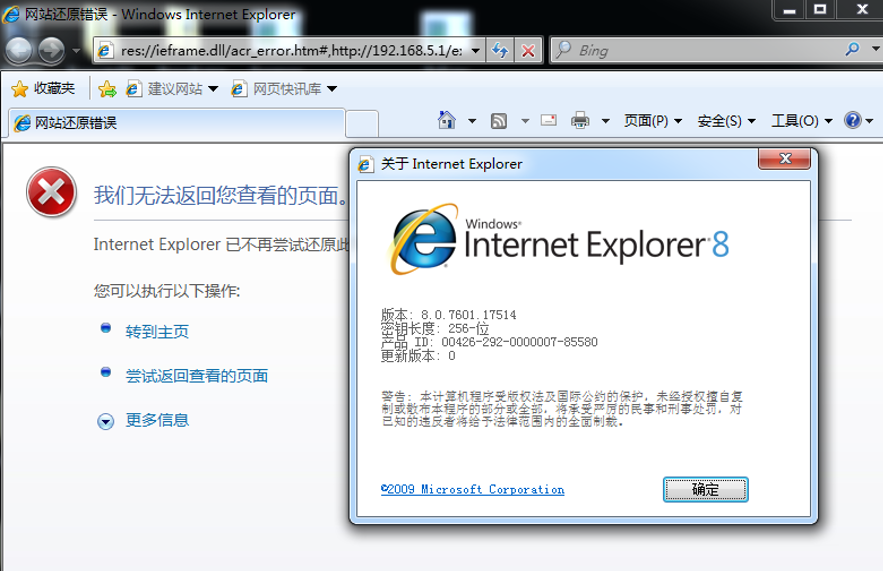 网站还原错误 - Windows Internet Explorer
res://ieframe.dll/acr_error.htm#,http://192.168.5.1/e
Bing
收藏夹 建议网站 网页快讯库
网站还原错误 页面(P) 安全(S) 工具(O)
我们无法返回您查看的页面。
Internet Explorer 已不再尝试还原此
您可以执行以下操作:
转到主页
尝试返回查看的页面
更多信息
关于 Internet Explorer
Windows®
Internet Explorer 8
版本: 8.0.7601.17514
密钥长度: 256-位
产品 ID: 00426-292-0000007-85580
更新版本: 0
警告: 本计算机程序受版权法及国际公约的保护,未经授权擅自复
制或散布本程序的部分或全部,将承受严厉的民事和刑事处罚,对
已知的违反者将给予法律范围内的全面制裁。
©2009 Microsoft Corporation
确定